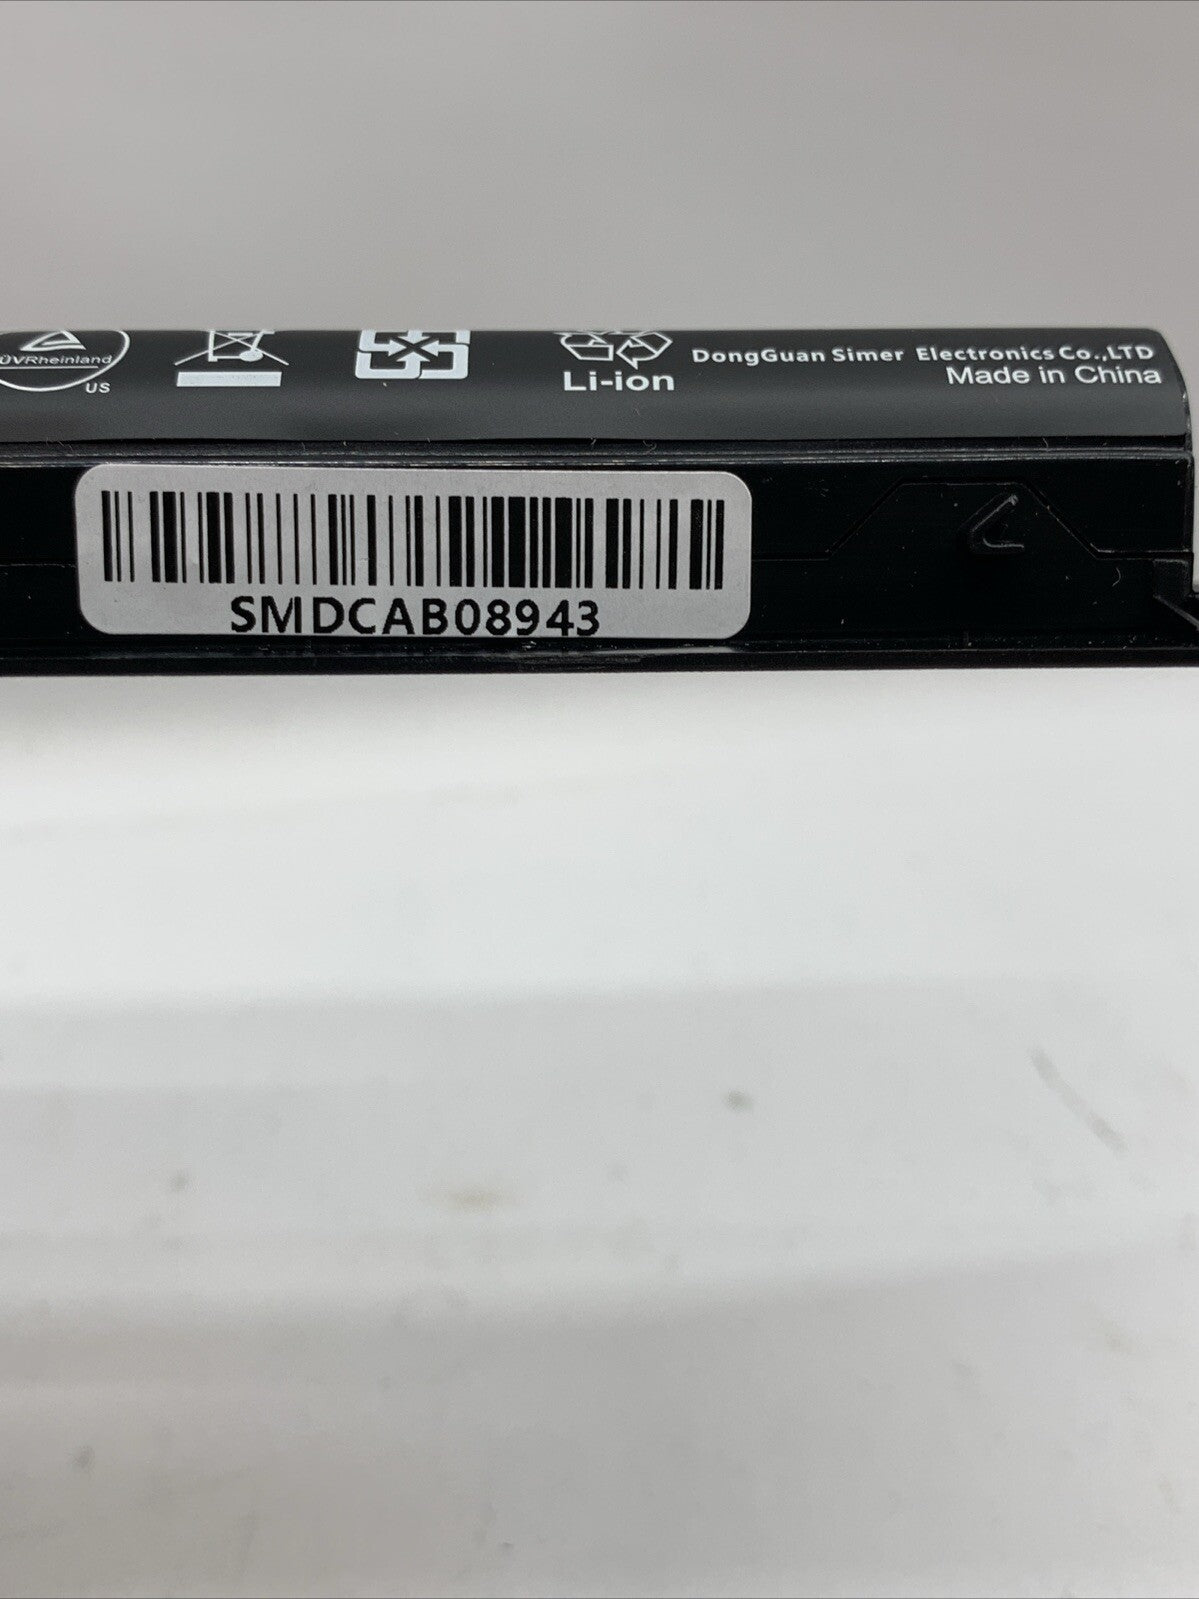 ÜVRheinland
US
Li-ion
DongGuan Simer Electronics Co.,LTD
Made in China
SMDCAB08943